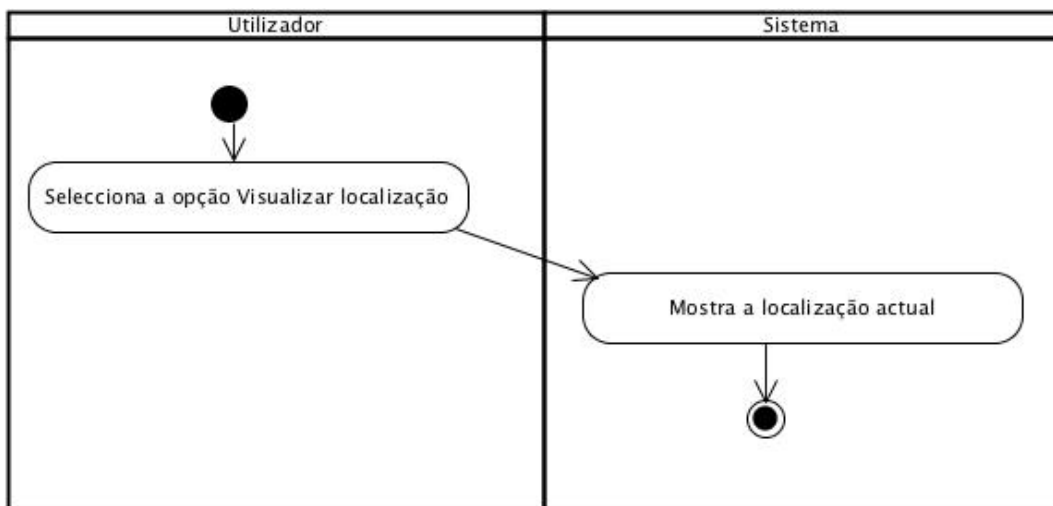 Utilizador
Sistema
Selecciona a opção Visualizar localização
Mostra a localização actual